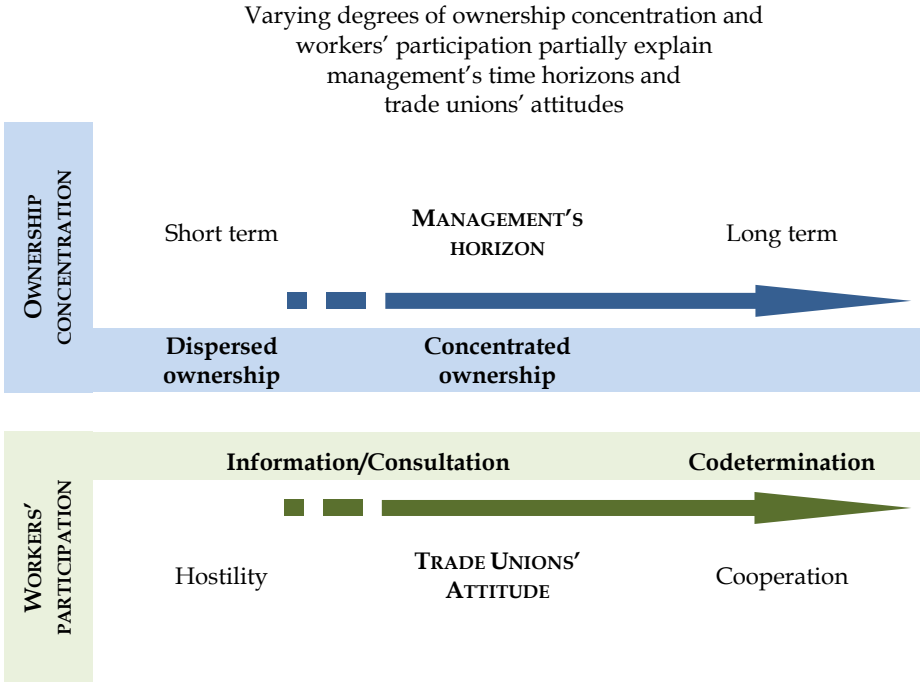 Varying degrees of ownership concentration and
workers’ participation partially explain
management’s time horizons and
trade unions’ attitudes
OWNERSHIP
CONCENTRATION
Short term
MANAGEMENT’S
HORIZON
Long term
Dispersed
ownership
Concentrated
ownership
WORKERS’
PARTICIPATION
Information/Consultation
Codetermination
Hostility
TRADE UNIONS’
ATTITUDE
Cooperation